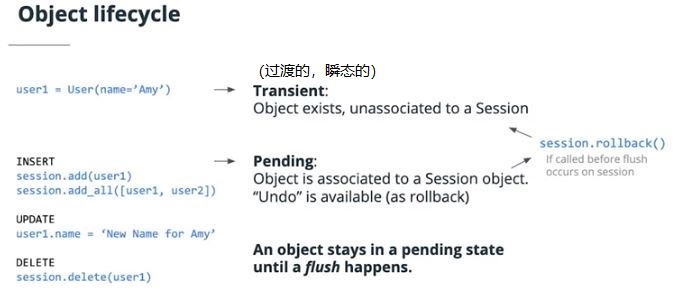 Object lifecycle
(过渡的，瞬态的)
user1 = User(name=’Amy’)
Transient:
Object exists, unassociated to a Session
session.rollback()
If called before flush
occurs on session
INSERT
session.add(user1)
session.add_all([user1, user2])
Pending:
Object is associated to a Session object.
“Undo” is available (as rollback)
UPDATE
user1.name = ‘New Name for Amy’
DELETE
session.delete(user1)
An object stays in a pending state
until a flush happens.